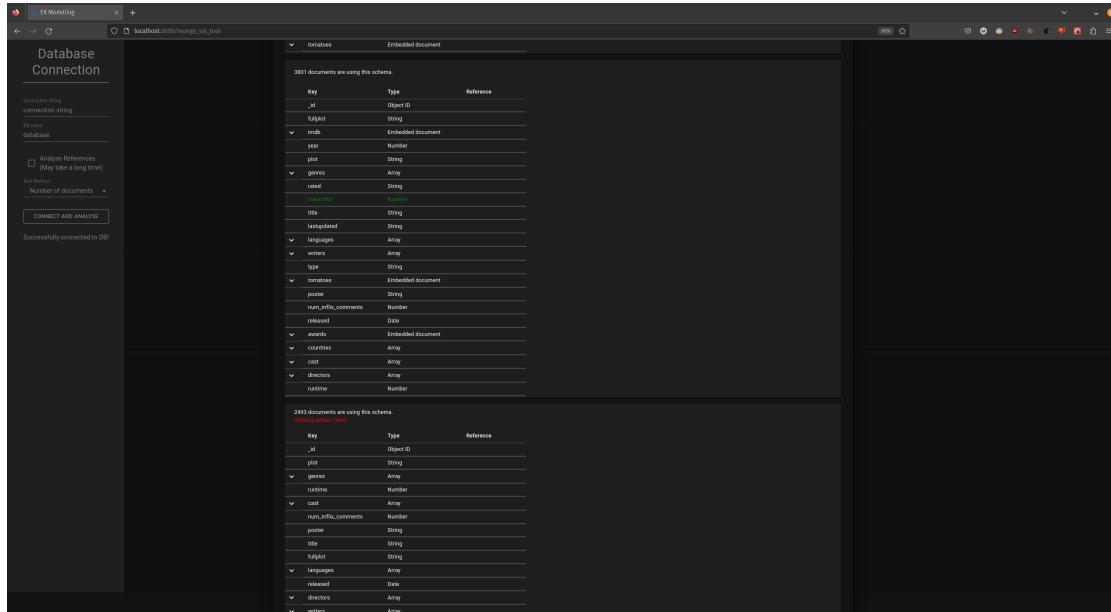 ER Modelling
localhost:3000/mongo_vis_tool
90%
Database
Connection
Connection String
connection string
database
Analyse References
(May take a long time)
Sort Method
Number of documents
CONNECT AND ANALYSE
Successfully connected to DB!
tomatoes Embedded document
3801 documents are using this schema.
Key Type Reference
_id Object ID
fullplot String
imdb Embedded document
year Number
plot String
genres Array
rated String
metacritic Number
title String
lastupdated String
languages Array
writers Array
type String
tomatoes Embedded document
poster String
num_mflix_comments Number
released Date
awards Embedded document
countries Array
cast Array
directors Array
runtime Number
2493 documents are using this schema.
missing values: rated
Key Type Reference
_id Object ID
plot String
genres Array
runtime Number
cast Array
num_mflix_comments Number
poster String
title String
fullplot String
languages Array
released Date
directors Array
writers Array